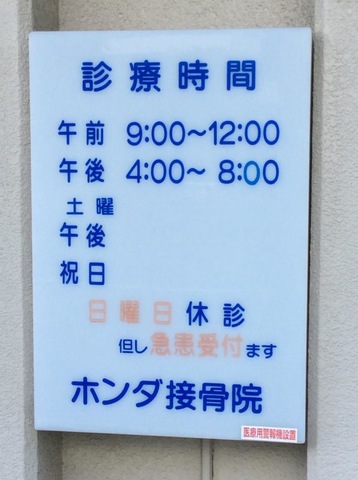 診療時間
午前 9:00～12:00
午後 4:00～8:00
土曜
午後
祝日
日曜日休診
但し急患受付ます
ホンダ接骨院
医療用警報機設置